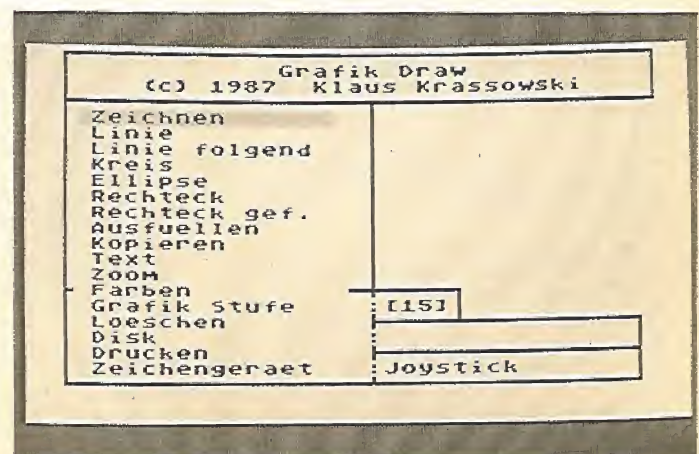 Grafik Draw
(c) 1987 Klaus Krassowski
Zeichnen
Linie
Linie folgend
Kreis
Ellipse
Rechteck
Rechteck gef.
Ausfuellen
Kopieren
Text
Zoom
Farben
Grafik Stufe [15]
Loeschen
Disk
Drucken
Zeichengeraet Joystick